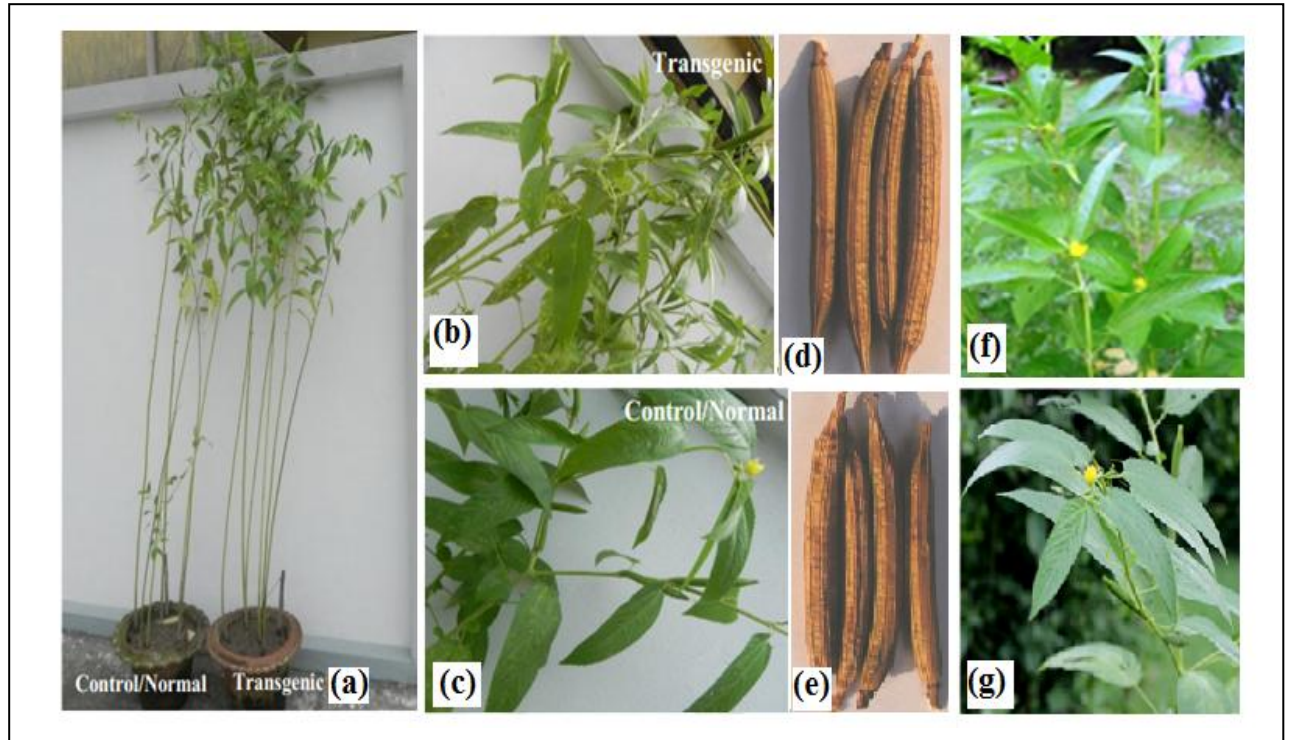 Control/Normal
Transgenic
(a)
Transgenic
(b)
Control/Normal
(c)
(d)
(e)
(f)
(g)